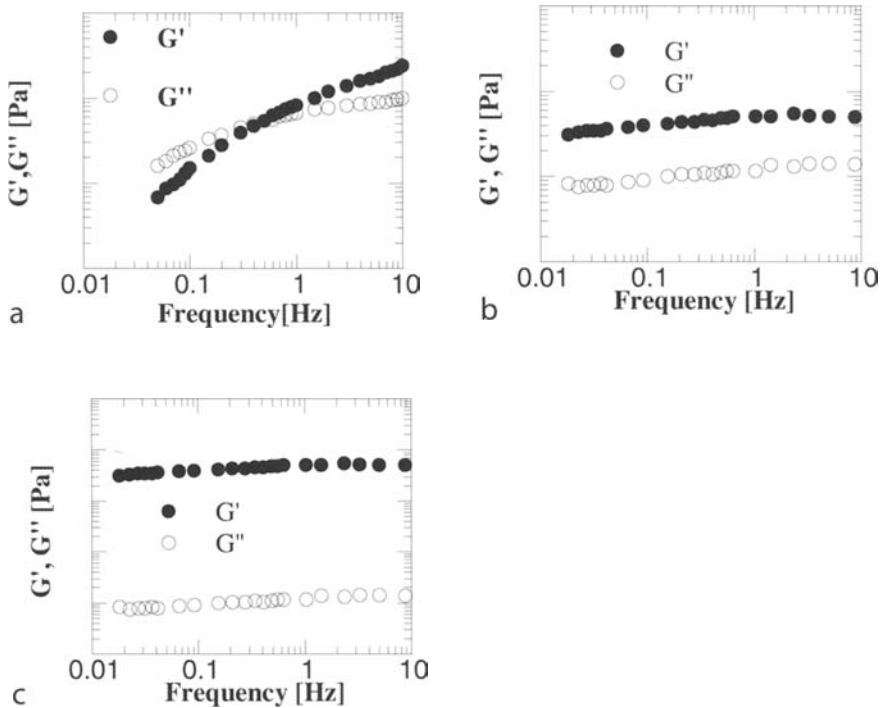 G'
G''
G',G'' [Pa]
0.01 0.1 1 10
Frequency[Hz]
a
G'
G"
G', G'' [Pa]
0.01 0.1 1 10
Frequency [Hz]
b
G'
G"
G', G'' [Pa]
0.01 0.1 1 10
Frequency [Hz]
c